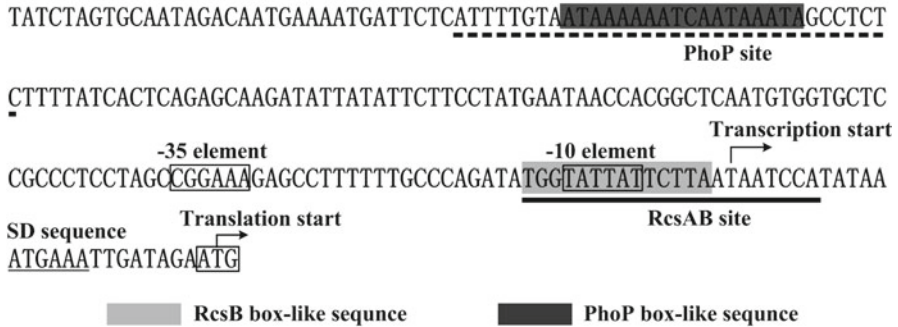 TATCTAGTGCAATAGACAATGAAAATGATTCTCATTTTGTAATAAAAAATCAATAAATAGCCTCT
PhoP site
CTTTTATCACTCAGAGCAAGATATTATATTCTTCCTATGAATAACCACGGCTCAATGTGGTGCTC
-35 element
-10 element
Transcription start
CGCCCTCCTAGCCGGAAAGAGCCTTTTTTGCCCAGATATGGTATTATTCTTAATAATCCATATAA
RcsAB site
SD sequence
Translation start
ATGAAATTGATAGAATG
RcsB box-like sequnce
PhoP box-like sequnce